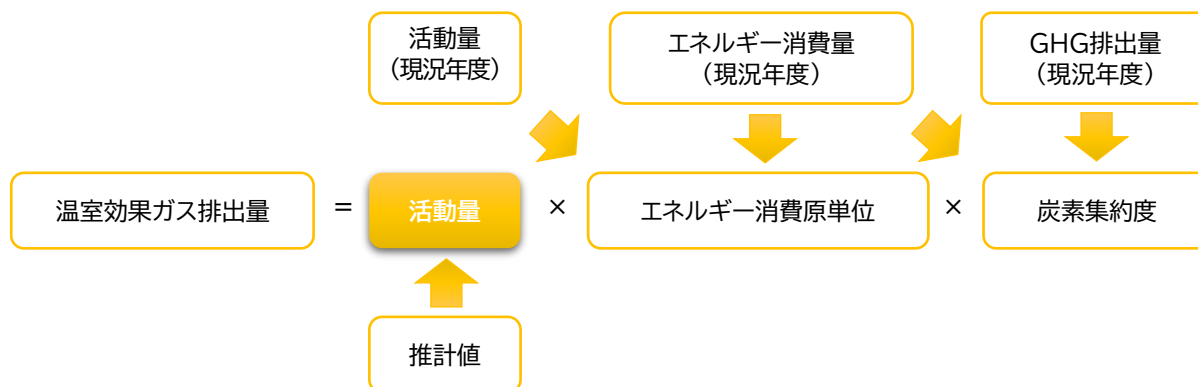 活動量
（現況年度）
エネルギー消費量
（現況年度）
GHG排出量
（現況年度）
温室効果ガス排出量 = 活動量 × エネルギー消費原単位 × 炭素集約度
推計値